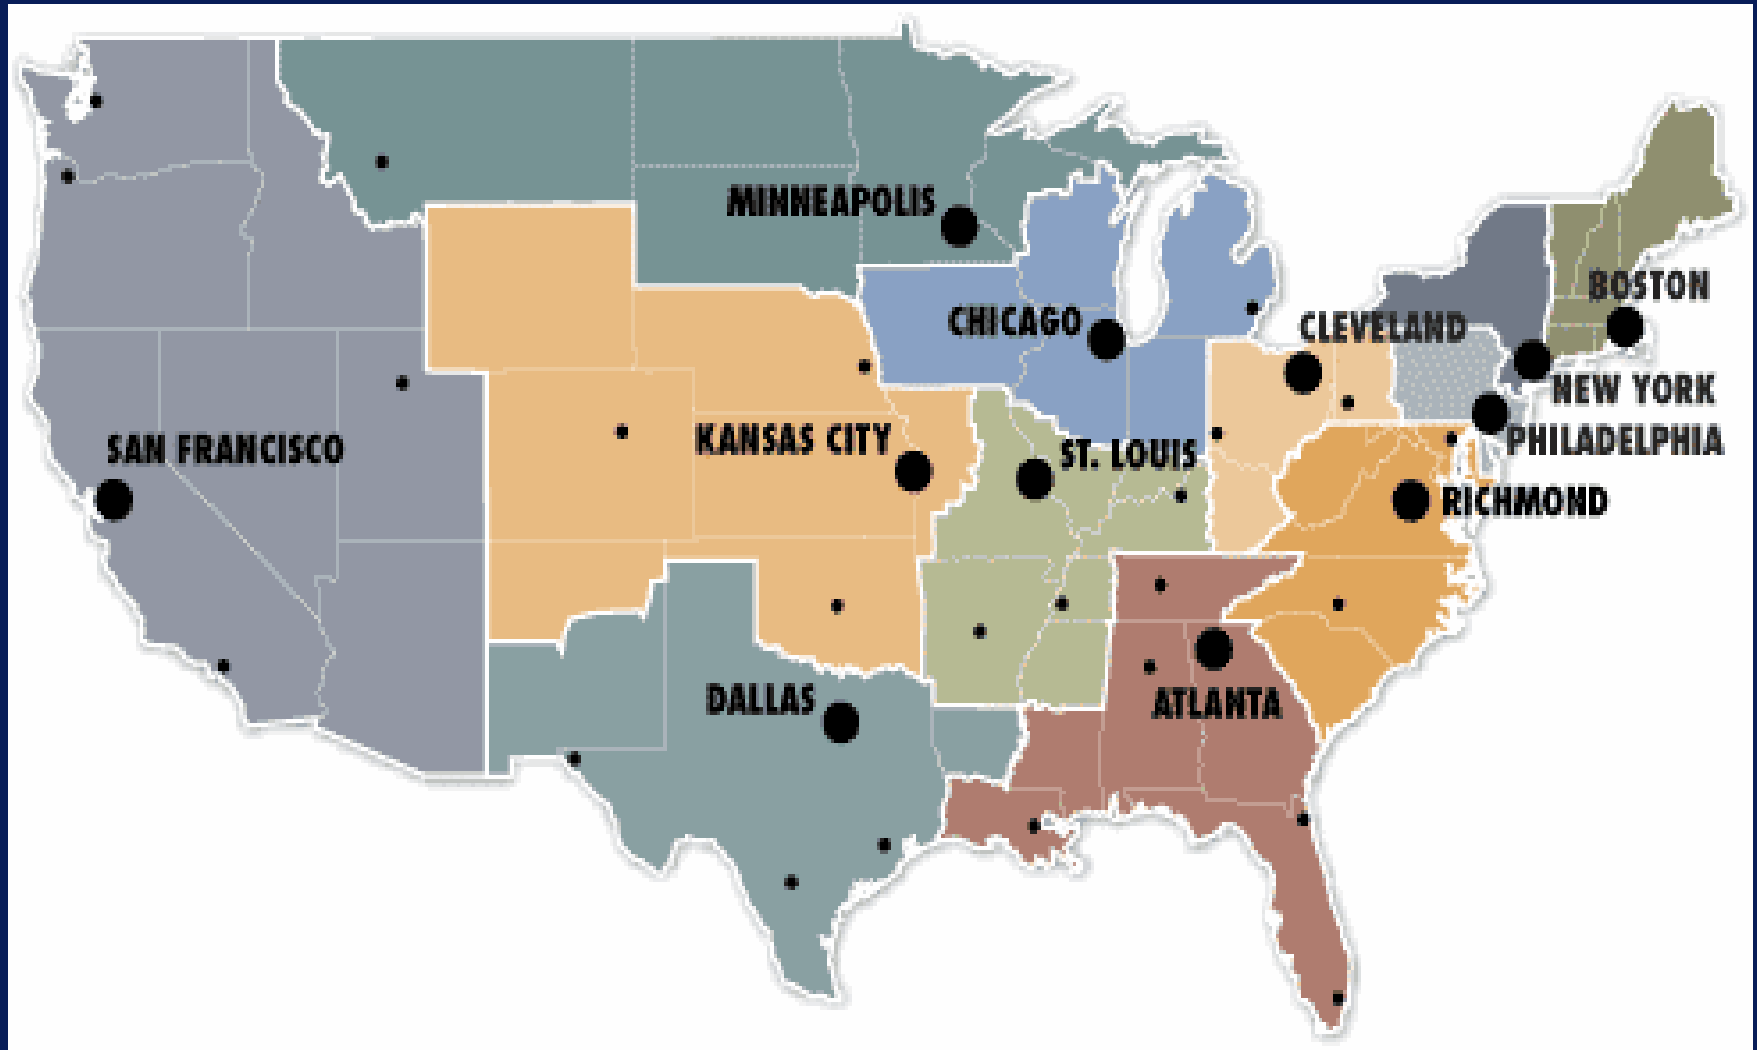 MINNEAPOLIS
BOSTON
CHICAGO
CLEVELAND
NEW YORK
KANSAS CITY
SAN FRANCISCO
ST. LOUIS
PHILADELPHIA
RICHMOND
DALLAS
ATLANTA